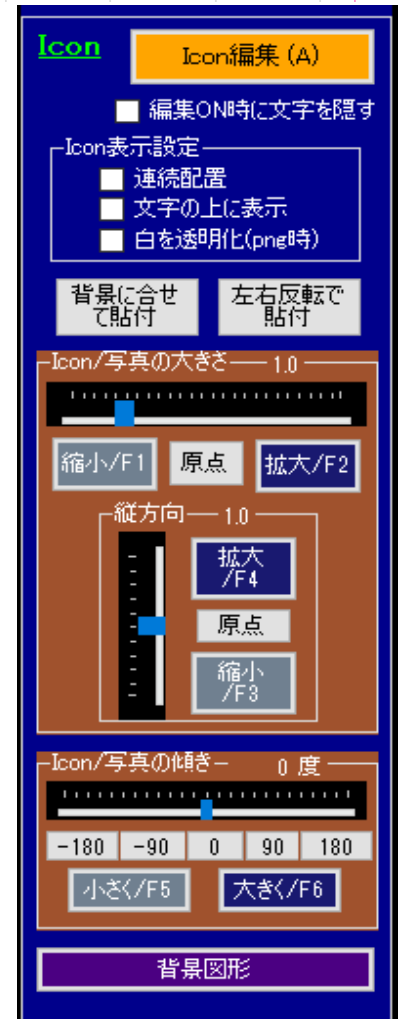 Icon
Icon編集 (A)
編集ON時に文字を隠す
Icon表示設定
連続配置
文字の上に表示
白を透明化(png時)
背景に合せ
て貼付
左右反転で
貼付
Icon/写真の大きさ 1.0
縮小/F1
原点
拡大/F2
縦方向 1.0
拡大
/F4
原点
縮小
/F3
Icon/写真の傾き 0 度
-180 -90 0 90 180
小さく/F5
大きく/F6
背景図形